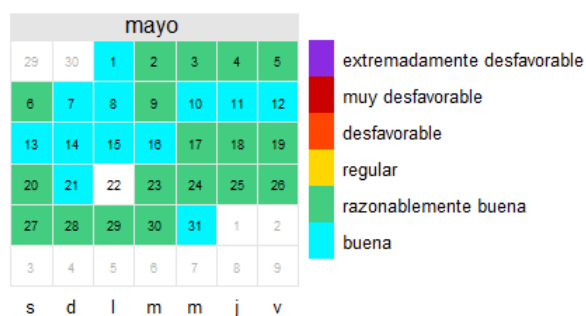 mayo
29 30 1 2 3 4 5
6 7 8 9 10 11 12
13 14 15 16 17 18 19
20 21 22 23 24 25 26
27 28 29 30 31 1 2
3 4 5 6 7 8 9
s d l m m j v
extremadamente desfavorable
muy desfavorable
desfavorable
regular
razonablemente buena
buena